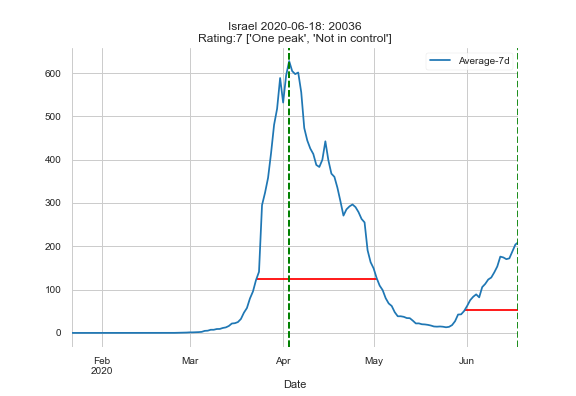 Israel 2020-06-18: 20036
Rating:7 ['One peak', 'Not in control']
Average-7d
600
500
400
300
200
100
0
Feb
2020
Mar
Apr
May
Jun
Date